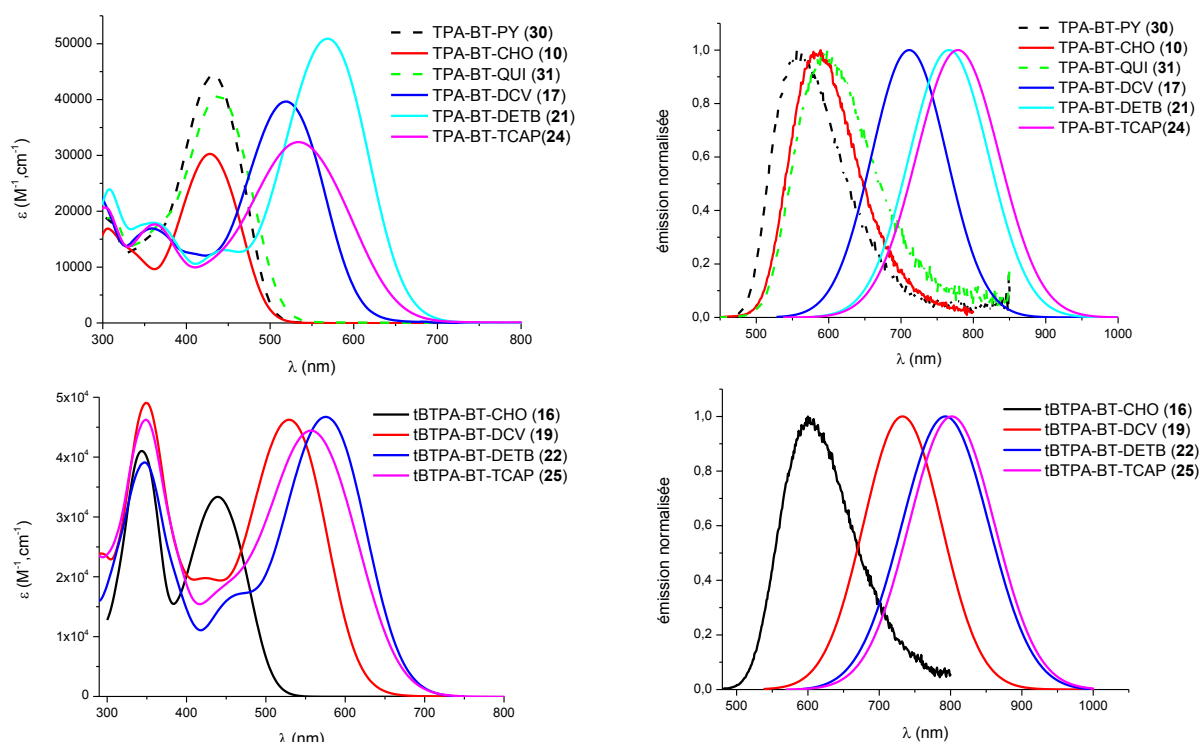 TPA-BT-PY (30)
TPA-BT-CHO (10)
TPA-BT-QUI (31)
TPA-BT-DCV (17)
TPA-BT-DETB (21)
TPA-BT-TCAP(24)
50000
40000
30000
20000
10000
0
ε (M⁻¹,cm⁻¹)
300 400 500 600 700 800
λ (nm)
TPA-BT-PY (30)
TPA-BT-CHO (10)
TPA-BT-QUI (31)
TPA-BT-DCV (17)
TPA-BT-DETB (21)
TPA-BT-TCAP(24)
1,0
0,8
0,6
0,4
0,2
0,0
émission normalisée
500 600 700 800 900 1000
λ (nm)
tBTPA-BT-CHO (16)
tBTPA-BT-DCV (19)
tBTPA-BT-DETB (22)
tBTPA-BT-TCAP (25)
5x10⁴
4x10⁴
3x10⁴
2x10⁴
1x10⁴
0
ε (M⁻¹,cm⁻¹)
300 400 500 600 700 800
λ (nm)
tBTPA-BT-CHO (16)
tBTPA-BT-DCV (19)
tBTPA-BT-DETB (22)
tBTPA-BT-TCAP (25)
1,0
0,8
0,6
0,4
0,2
0,0
émission normalisée
500 600 700 800 900 1000
λ (nm)